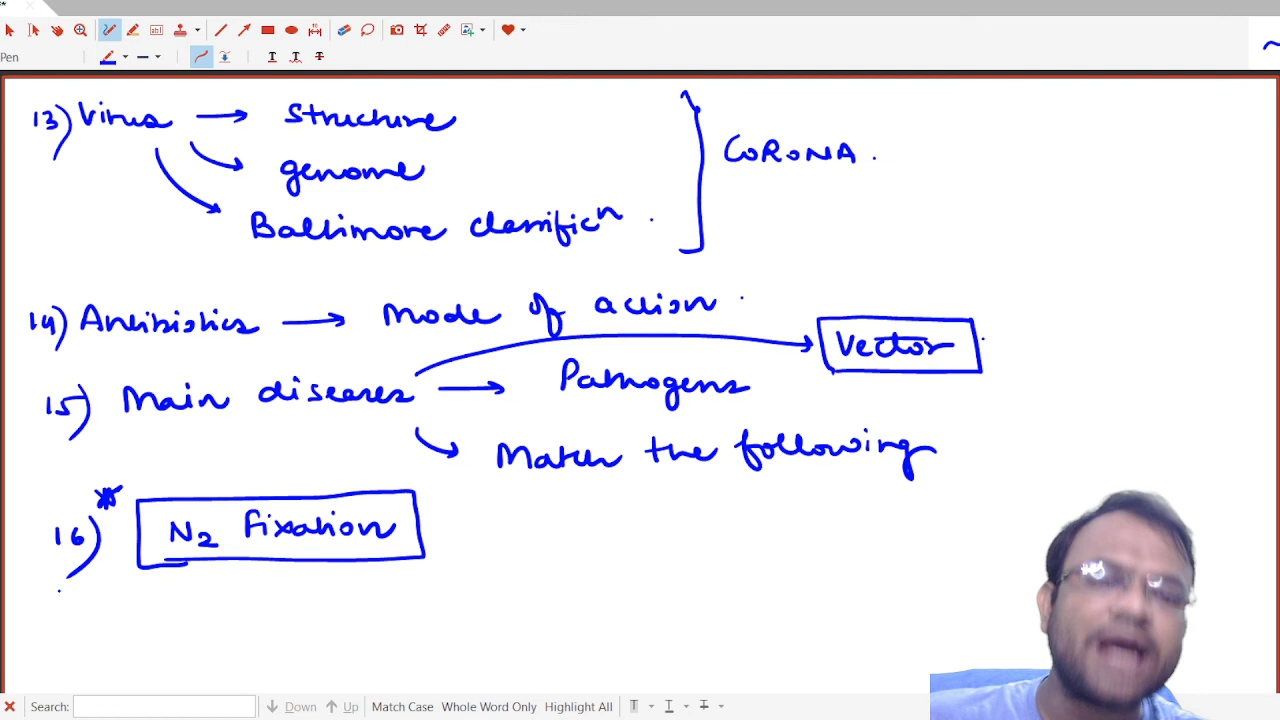 Pen
13) Virus → Structure
→ genome
→ Baltimore classificn.
CORONA.
14) Antibiotics → Mode of action
Vector
15) Main diseases → Pathogens
→ Match the following
16)* N2 Fixation
Search: Down Up Match Case Whole Word Only Highlight All